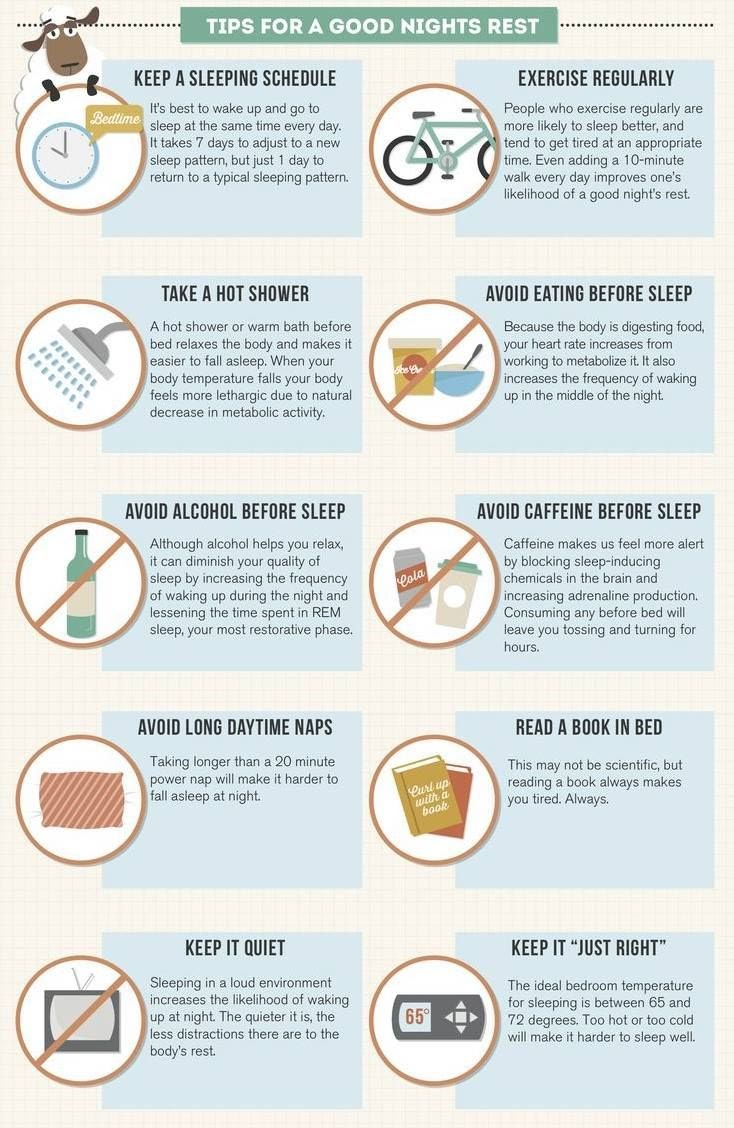 TIPS FOR A GOOD NIGHTS REST
KEEP A SLEEPING SCHEDULE
Bedtime
It's best to wake up and go to
sleep at the same time every day.
It takes 7 days to adjust to a new
sleep pattern, but just 1 day to
return to a typical sleeping pattern.
EXERCISE REGULARLY
People who exercise regularly are
more likely to sleep better, and
tend to get tired at an appropriate
time. Even adding a 10-minute
walk every day improves one's
likelihood of a good night's rest.
TAKE A HOT SHOWER
A hot shower or warm bath before
bed relaxes the body and makes it
easier to fall asleep. When your
body temperature falls your body
feels more lethargic due to natural
decrease in metabolic activity.
AVOID EATING BEFORE SLEEP
Because the body is digesting food,
your heart rate increases from
working to metabolize it. It also
increases the frequency of waking
up in the middle of the night.
Ice
AVOID ALCOHOL BEFORE SLEEP
Although alcohol helps you relax,
it can diminish your quality of
sleep by increasing the frequency
of waking up during the night and
lessening the time spent in REM
sleep, your most restorative phase.
AVOID CAFFEINE BEFORE SLEEP
Cola
Caffeine makes us feel more alert
by blocking sleep-inducing
chemicals in the brain and
increasing adrenaline production.
Consuming any before bed will
leave you tossing and turning for
hours.
AVOID LONG DAYTIME NAPS
Taking longer than a 20 minute
power nap will make it harder to
fall asleep at night.
READ A BOOK IN BED
Curl up
with a
book
This may not be scientific, but
reading a book always makes
you tired. Always.
KEEP IT QUIET
Sleeping in a loud environment
increases the likelihood of waking
up at night. The quieter it is, the
less distractions there are to the
body's rest.
KEEP IT "JUST RIGHT"
65°
The ideal bedroom temperature
for sleeping is between 65 and
72 degrees. Too hot or too cold
will make it harder to sleep well.